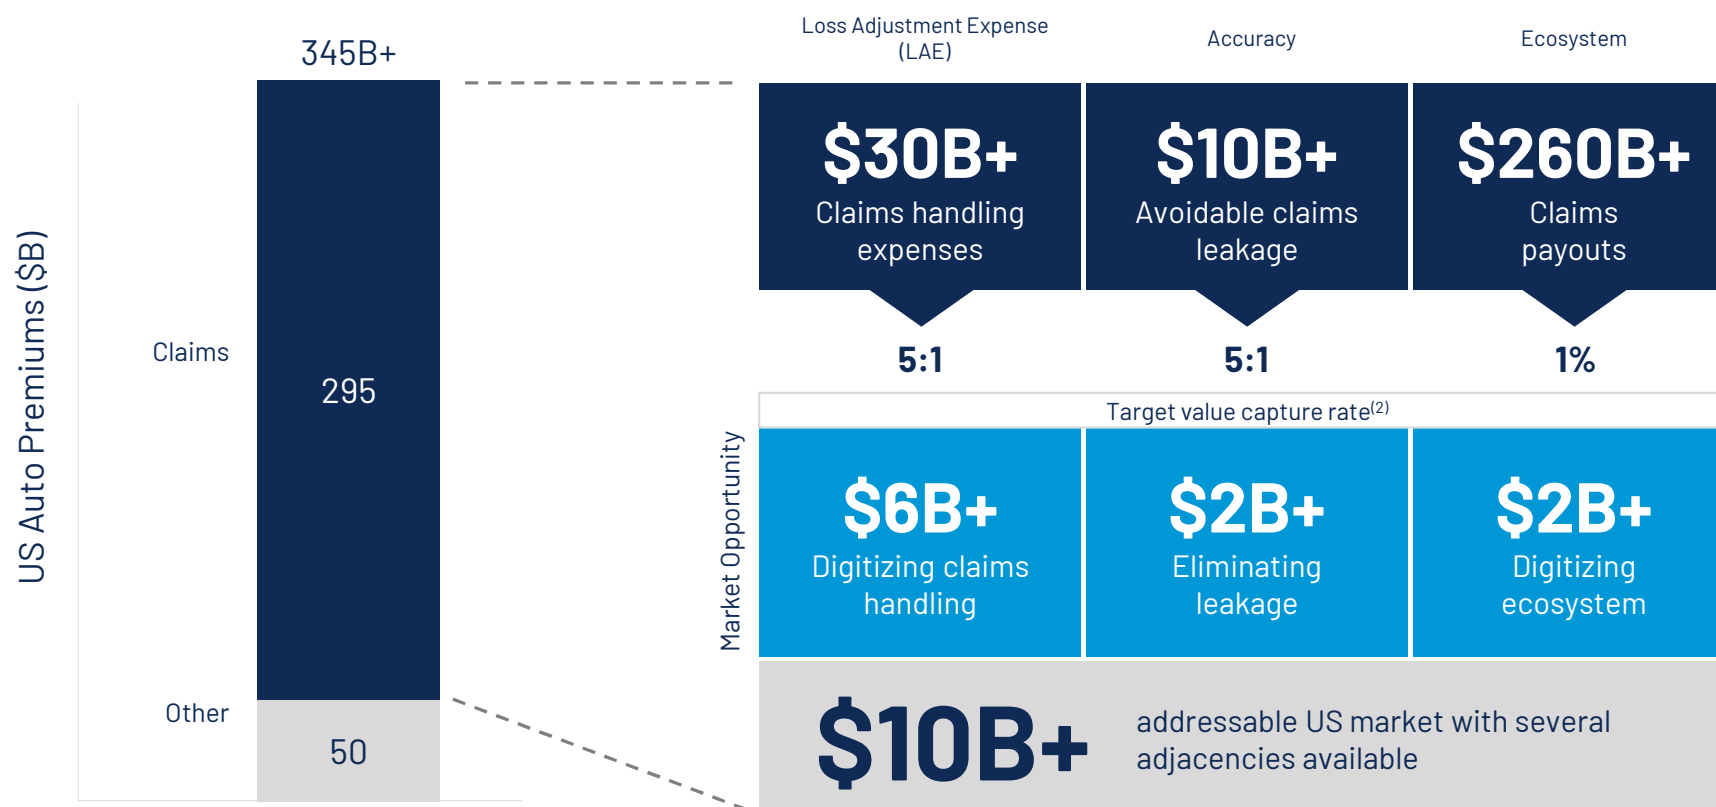 345B+
US Auto Premiums ($B)
Claims
295
Other
50
Loss Adjustment Expense
(LAE)
Accuracy
Ecosystem
$30B+
Claims handling
expenses
$10B+
Avoidable claims
leakage
$260B+
Claims
payouts
5:1
5:1
1%
Target value capture rate(2)
Market Opportunity
$6B+
Digitizing claims
handling
$2B+
Eliminating
leakage
$2B+
Digitizing
ecosystem
$10B+
addressable US market with several
adjacencies available